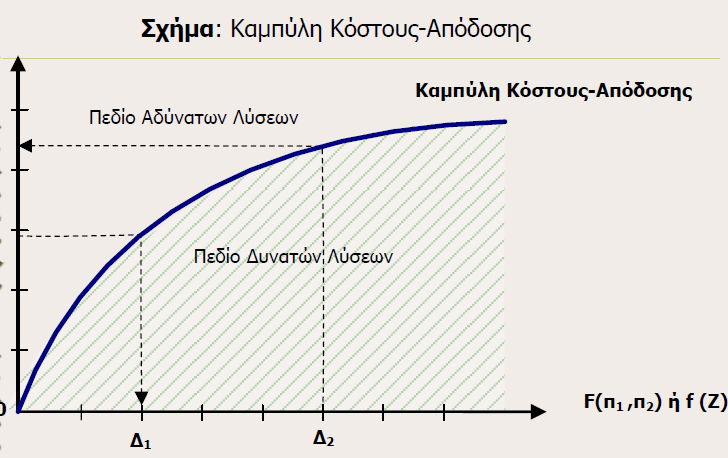 Σχήμα: Καμπύλη Κόστους-Απόδοσης
Καμπύλη Κόστους-Απόδοσης
Πεδίο Αδύνατων Λύσεων
Πεδίο Δυνατών Λύσεων
0
F(π1,π2) ή f (Z)
Δ1
Δ2